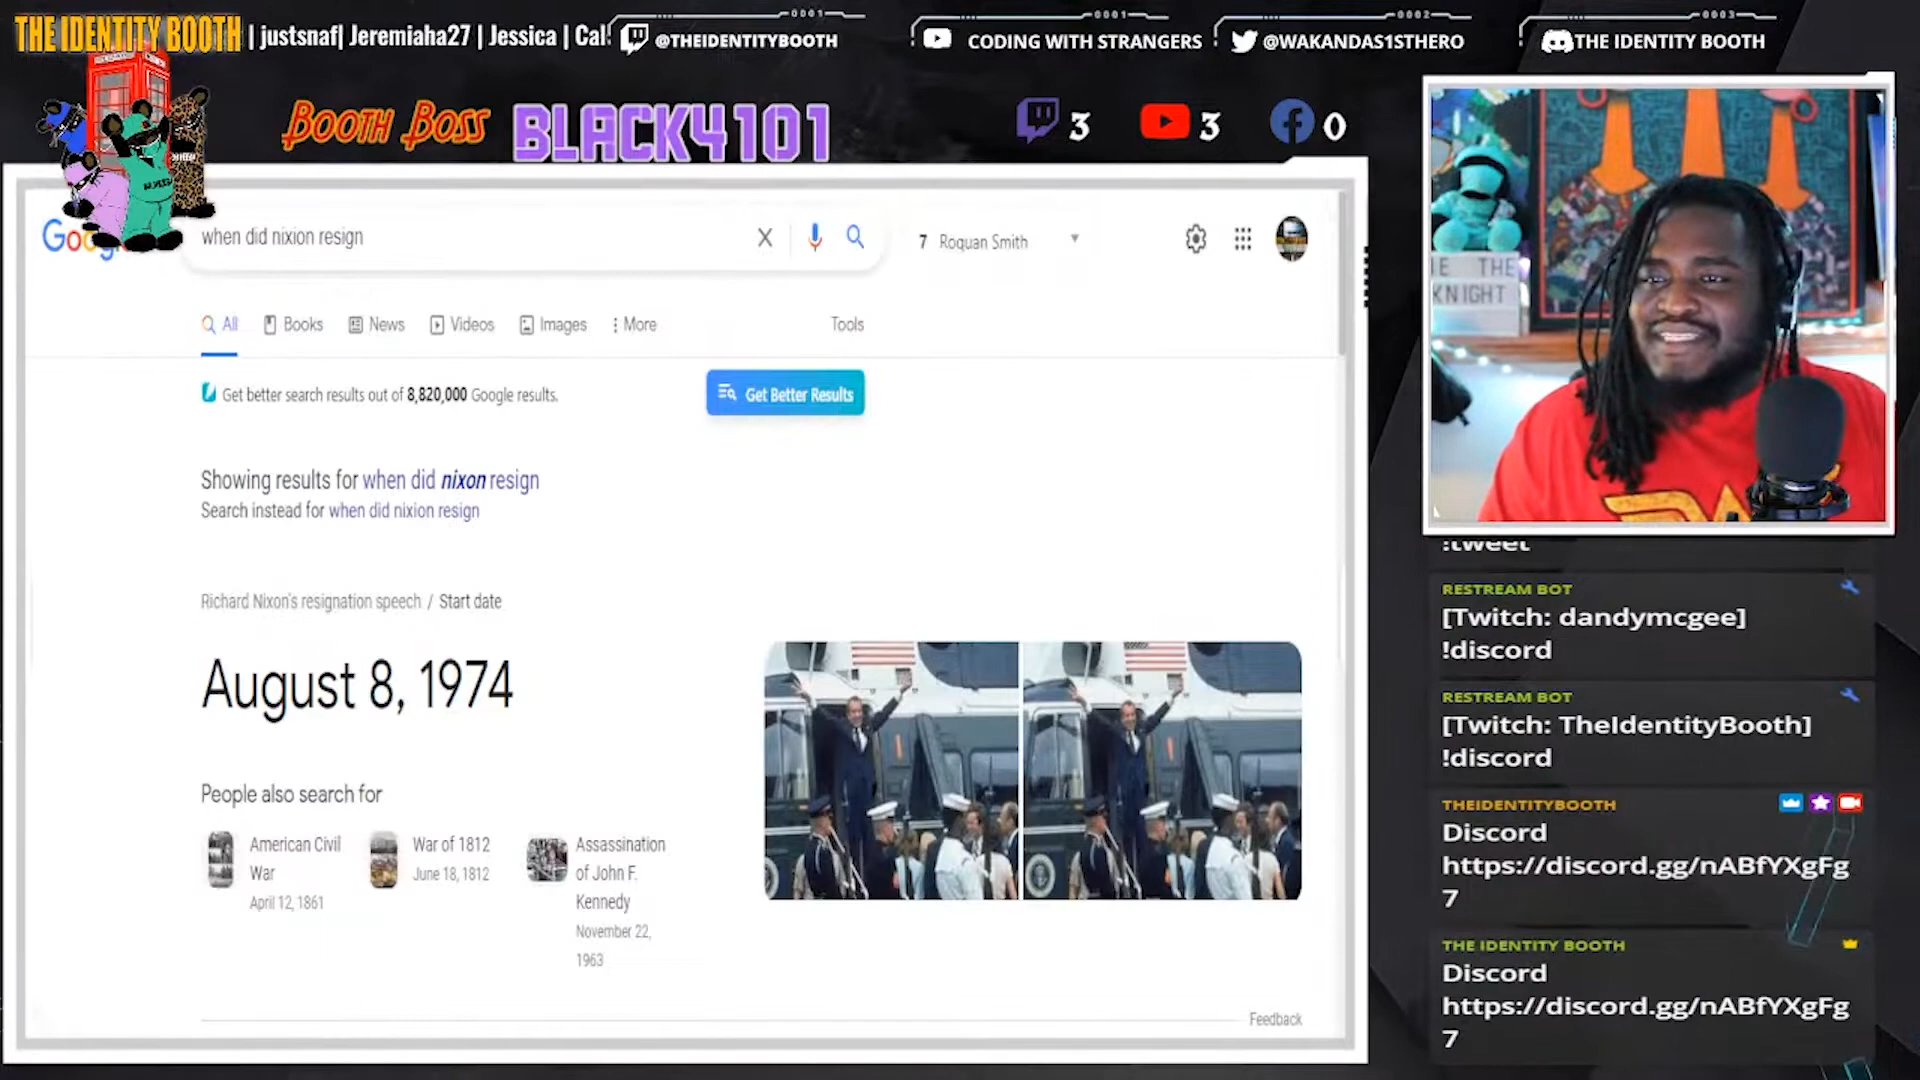 THE IDENTITY BOOTH | justsnaf| Jeremiaha27 | Jessica | Cal
0001
@THEIDENTITYBOOTH
0001
CODING WITH STRANGERS
0002
@WAKANDAS1STHERO
0003
THE IDENTITY BOOTH
BOOTH BOSS BLACK4101
3
3
0
when did nixion resign
7 Roquan Smith
All
Books
News
Videos
Images
More
Tools
Get better search results out of 8,820,000 Google results.
Get Better Results
Showing results for when did nixon resign
Search instead for when did nixion resign
Richard Nixon's resignation speech / Start date
August 8, 1974
People also search for
American Civil
War
April 12, 1861
War of 1812
June 18, 1812
Assassination
of John F.
Kennedy
November 22,
1963
Feedback
IE THE
KNIGHT
!tweet
RESTREAM BOT
[Twitch: dandymcgee]
!discord
RESTREAM BOT
[Twitch: TheIdentityBooth]
!discord
THEIDENTITYBOOTH
Discord
https://discord.gg/nABfYXgFg
7
THE IDENTITY BOOTH
Discord
https://discord.gg/nABfYXgFg
7